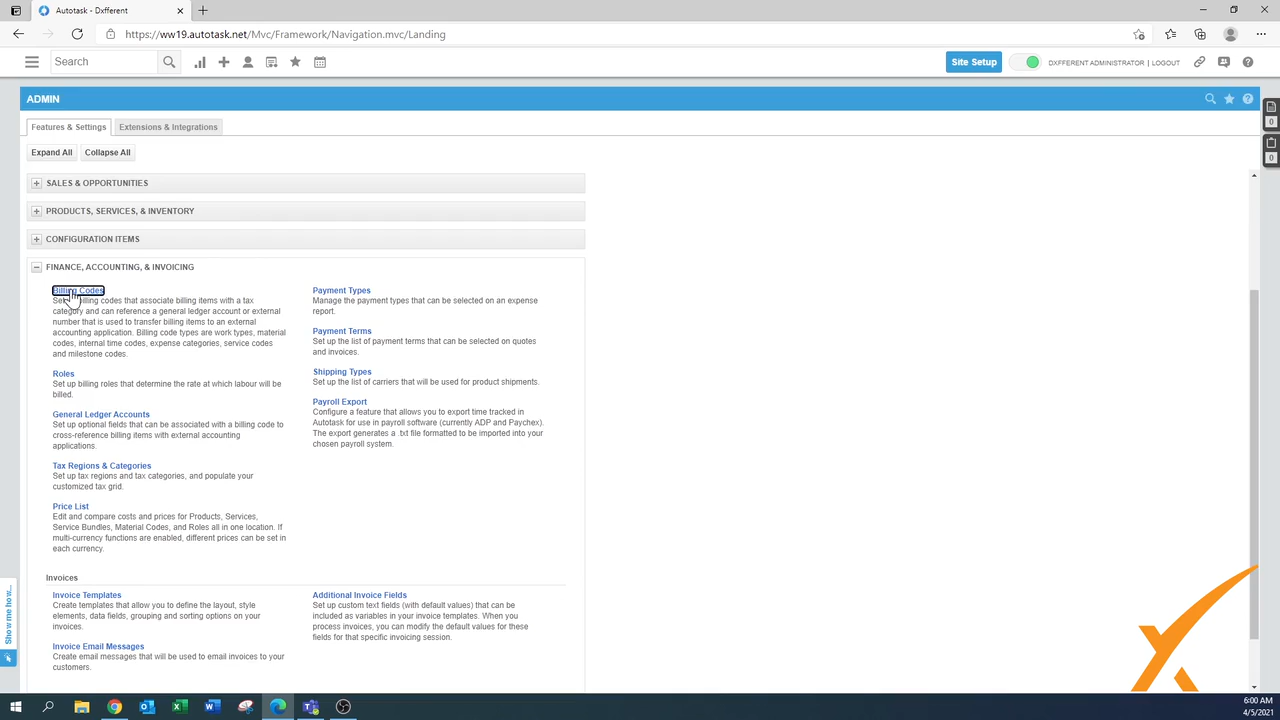 Autotask - Dxfferent
https://ww19.autotask.net/Mvc/Framework/Navigation.mvc/Landing
Search
Site Setup
DXFFERENT ADMINISTRATOR | LOGOUT
ADMIN
Features & Settings
Extensions & Integrations
Expand All
Collapse All
0
0
SALES & OPPORTUNITIES
PRODUCTS, SERVICES, & INVENTORY
CONFIGURATION ITEMS
FINANCE, ACCOUNTING, & INVOICING
Billing Codes
billing codes that associate billing items with a tax
category and can reference a general ledger account or external
number that is used to transfer billing items to an external
accounting application. Billing code types are work types, material
codes, internal time codes, expense categories, service codes
and milestone codes.
Roles
Set up billing roles that determine the rate at which labour will be
billed.
General Ledger Accounts
Set up optional fields that can be associated with a billing code to
cross-reference billing items with external accounting
applications.
Tax Regions & Categories
Set up tax regions and tax categories, and populate your
customized tax grid.
Price List
Edit and compare costs and prices for Products, Services,
Service Bundles, Material Codes, and Roles all in one location. If
multi-currency functions are enabled, different prices can be set in
each currency.
Payment Types
Manage the payment types that can be selected on an expense
report.
Payment Terms
Set up the list of payment terms that can be selected on quotes
and invoices.
Shipping Types
Set up the list of carriers that will be used for product shipments.
Payroll Export
Configure a feature that allows you to export time tracked in
Autotask for use in payroll software (currently ADP and Paychex).
The export generates a .txt file formatted to be imported into your
chosen payroll system.
Invoices
Invoice Templates
Create templates that allow you to define the layout, style
elements, data fields, grouping and sorting options on your
invoices.
Invoice Email Messages
Create email messages that will be used to email invoices to your
customers.
Additional Invoice Fields
Set up custom text fields (with default values) that can be
included as variables in your invoice templates. When you
process invoices, you can modify the default values for these
fields for that specific invoicing session.
Show me how...
6:00 AM
4/5/2021